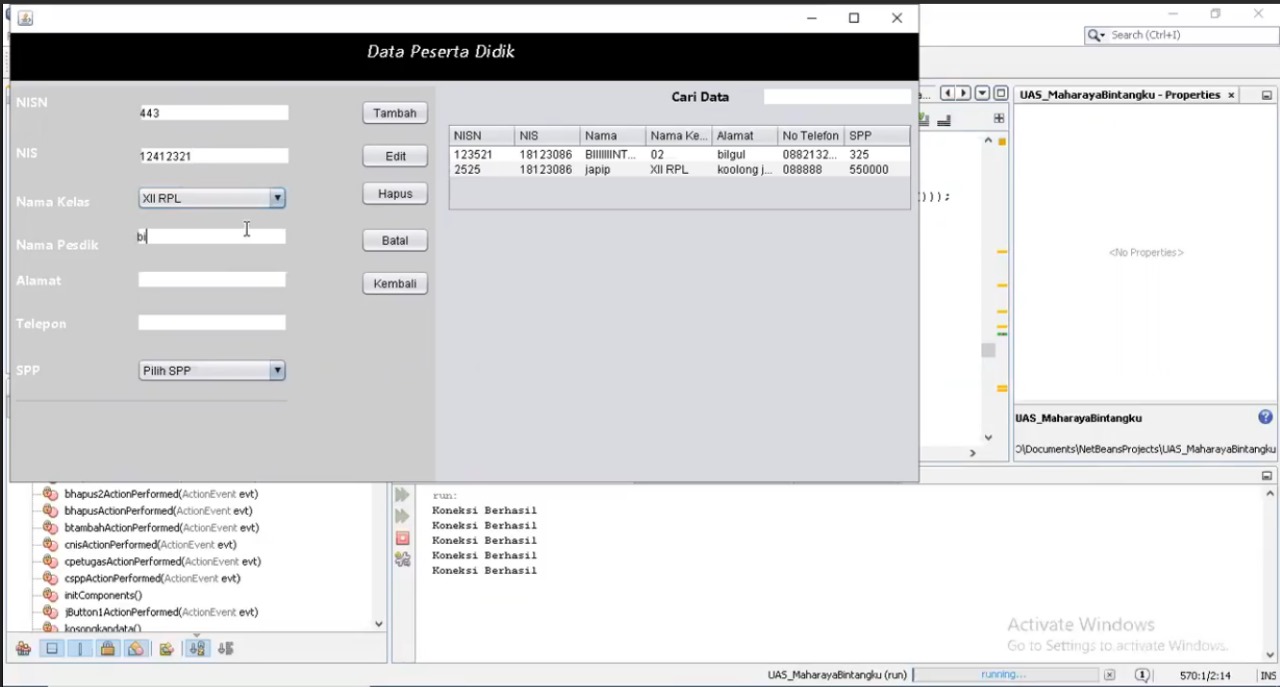 Data Peserta Didik
Search (Ctrl+I)
NISN
443
Tambah
NIS
12412321
Edit
Nama Kelas
XII RPL
Hapus
Nama Pesdik
bi
Batal
Alamat
Kembali
Telepon
SPP
Pilih SPP
Cari Data
NISN NIS Nama Nama Ke... Alamat No Telefon SPP
123521 18123086 02 bilgul 0882132... 325
2525 18123086 japip XII RPL koolong j... 088888 550000
) ) ) ;
UAS_MaharayaBintangku - Properties ×
<No Properties>
UAS_MaharayaBintangku
\Documents\NetBeansProjects\UAS_MaharayaBintangku
bhapus2ActionPerformed(ActionEvent evt)
bhapusActionPerformed(ActionEvent evt)
btambahActionPerformed(ActionEvent evt)
cnisActionPerformed(ActionEvent evt)
cpetugasActionPerformed(ActionEvent evt)
csppActionPerformed(ActionEvent evt)
initComponents()
jButton1ActionPerformed(ActionEvent evt)
kosongkandata()
run:
Koneksi Berhasil
Koneksi Berhasil
Koneksi Berhasil
Koneksi Berhasil
Koneksi Berhasil
Activate Windows
Go to Settings to activate Windows.
UAS_MaharayaBintangku (run)
running...
1
570:1/2:14
INS